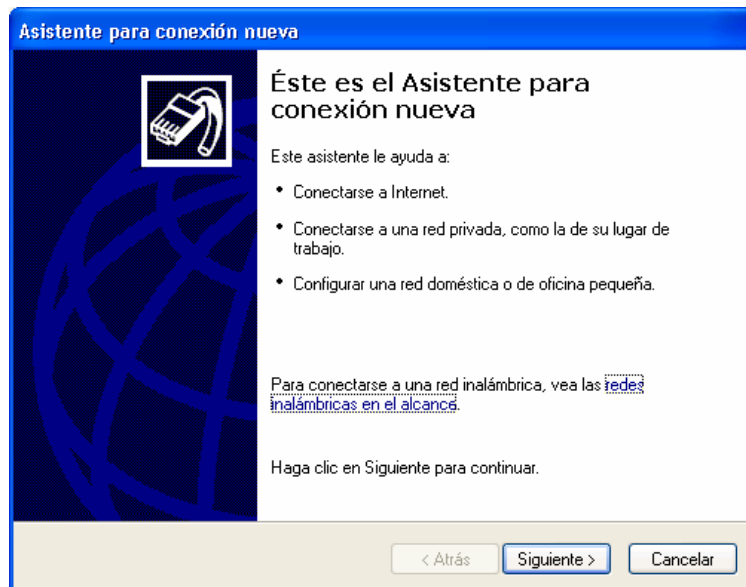 Asistente para conexión nueva
Éste es el Asistente para
conexión nueva
Este asistente le ayuda a:
• Conectarse a Internet.
• Conectarse a una red privada, como la de su lugar de
trabajo.
• Configurar una red doméstica o de oficina pequeña.
Para conectarse a una red inalámbrica, vea las redes
inalámbricas en el alcance.
Haga clic en Siguiente para continuar.
< Atrás Siguiente > Cancelar